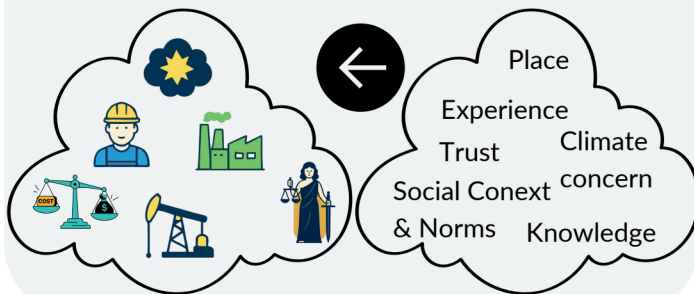 Place
Experience
Trust
Climate
concern
Social Conext
& Norms
Knowledge
COST
$